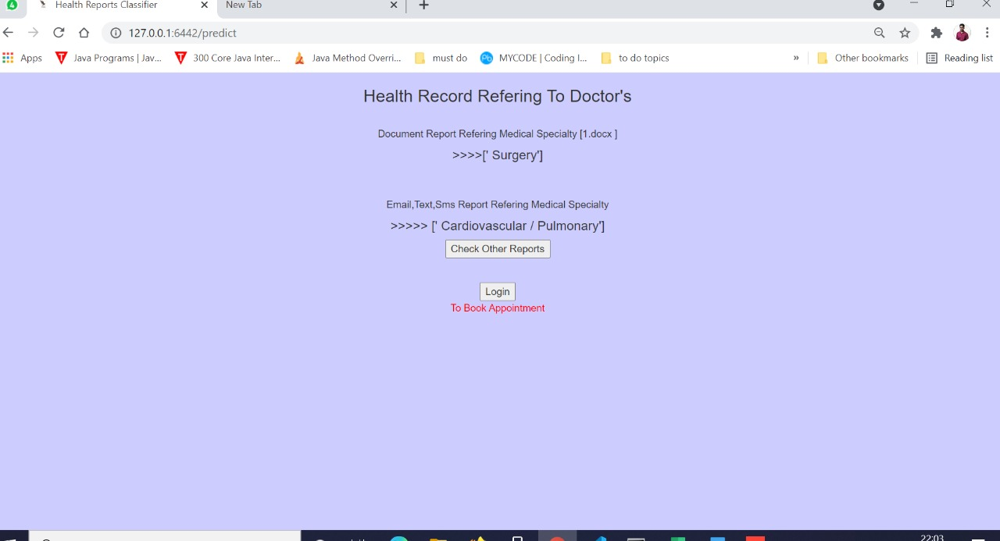 4
Health Reports Classifier
New Tab
127.0.0.1:6442/predict
Apps
Java Programs | Jav...
300 Core Java Inter...
Java Method Overri...
must do
MYCODE | Coding I...
to do topics
»
Other bookmarks
Reading list
Health Record Refering To Doctor's
Document Report Refering Medical Specialty [1.docx ]
>>>>[' Surgery']
Email,Text,Sms Report Refering Medical Specialty
>>>>> [' Cardiovascular / Pulmonary']
Check Other Reports
Login
To Book Appointment
22:03